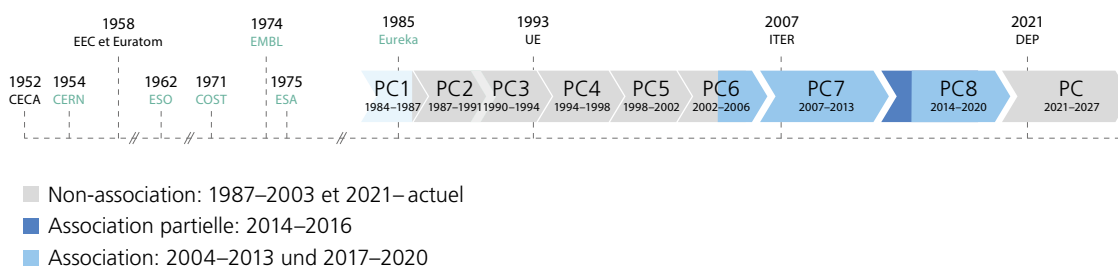 1958
EEC et Euratom
1974
EMBL
1985
Eureka
1993
UE
2007
ITER
2021
DEP
1952
CECA
1954
CERN
1962
ESO
1971
COST
1975
ESA
PC1
1984–1987
PC2
1987–1991
PC3
1990–1994
PC4
1994–1998
PC5
1998–2002
PC6
2002–2006
PC7
2007–2013
PC8
2014–2020
PC
2021–2027
Non-association: 1987–2003 et 2021– actuel
Association partielle: 2014–2016
Association: 2004–2013 und 2017–2020